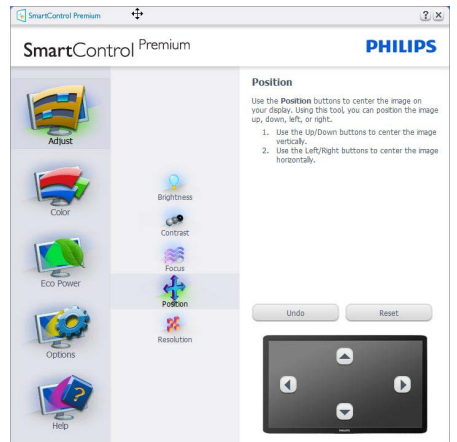 SmartControl Premium
SmartControl Premium
PHILIPS
Adjust
Color
Eco Power
Options
Help
Brightness
Contrast
Focus
Position
Resolution
Position
Use the Position buttons to center the image on
your display. Using this tool, you can position the image
up, down, left, or right.
1. Use the Up/Down buttons to center the image
vertically.
2. Use the Left/Right buttons to center the image
horizontally.
Undo
Reset
PHILIPS